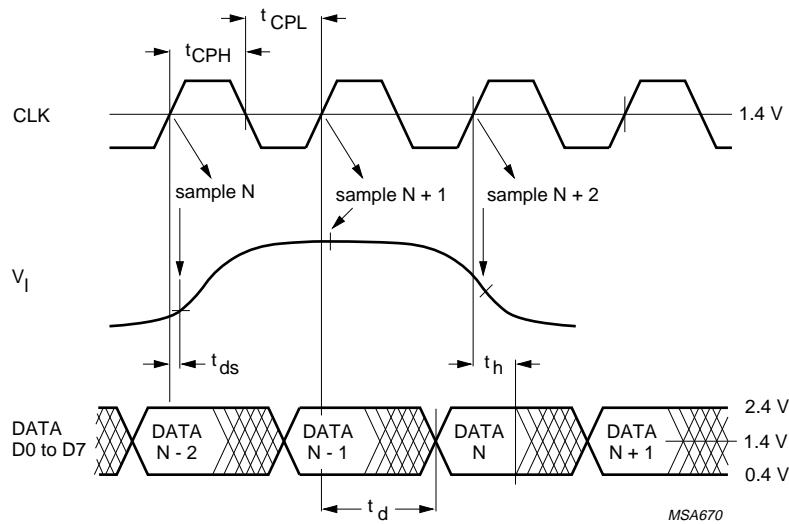 t CPL
t CPH
CLK
1.4 V
sample N
sample N + 1
sample N + 2
V I
t ds
t h
2.4 V
DATA
D0 to D7
DATA
N - 2
DATA
N - 1
DATA
N
DATA
N + 1
1.4 V
0.4 V
t d
MSA670